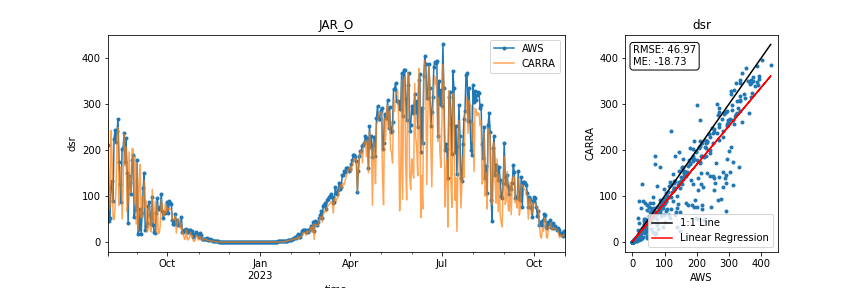 JAR_O
dsr
AWS
CARRA
400
300
200
100
0
Oct
Jan
2023
Apr
Jul
Oct
time
dsr
dsr
RMSE: 46.97
ME: -18.73
CARRA
400
300
200
100
0
1:1 Line
Linear Regression
0
100
200
300
400
AWS